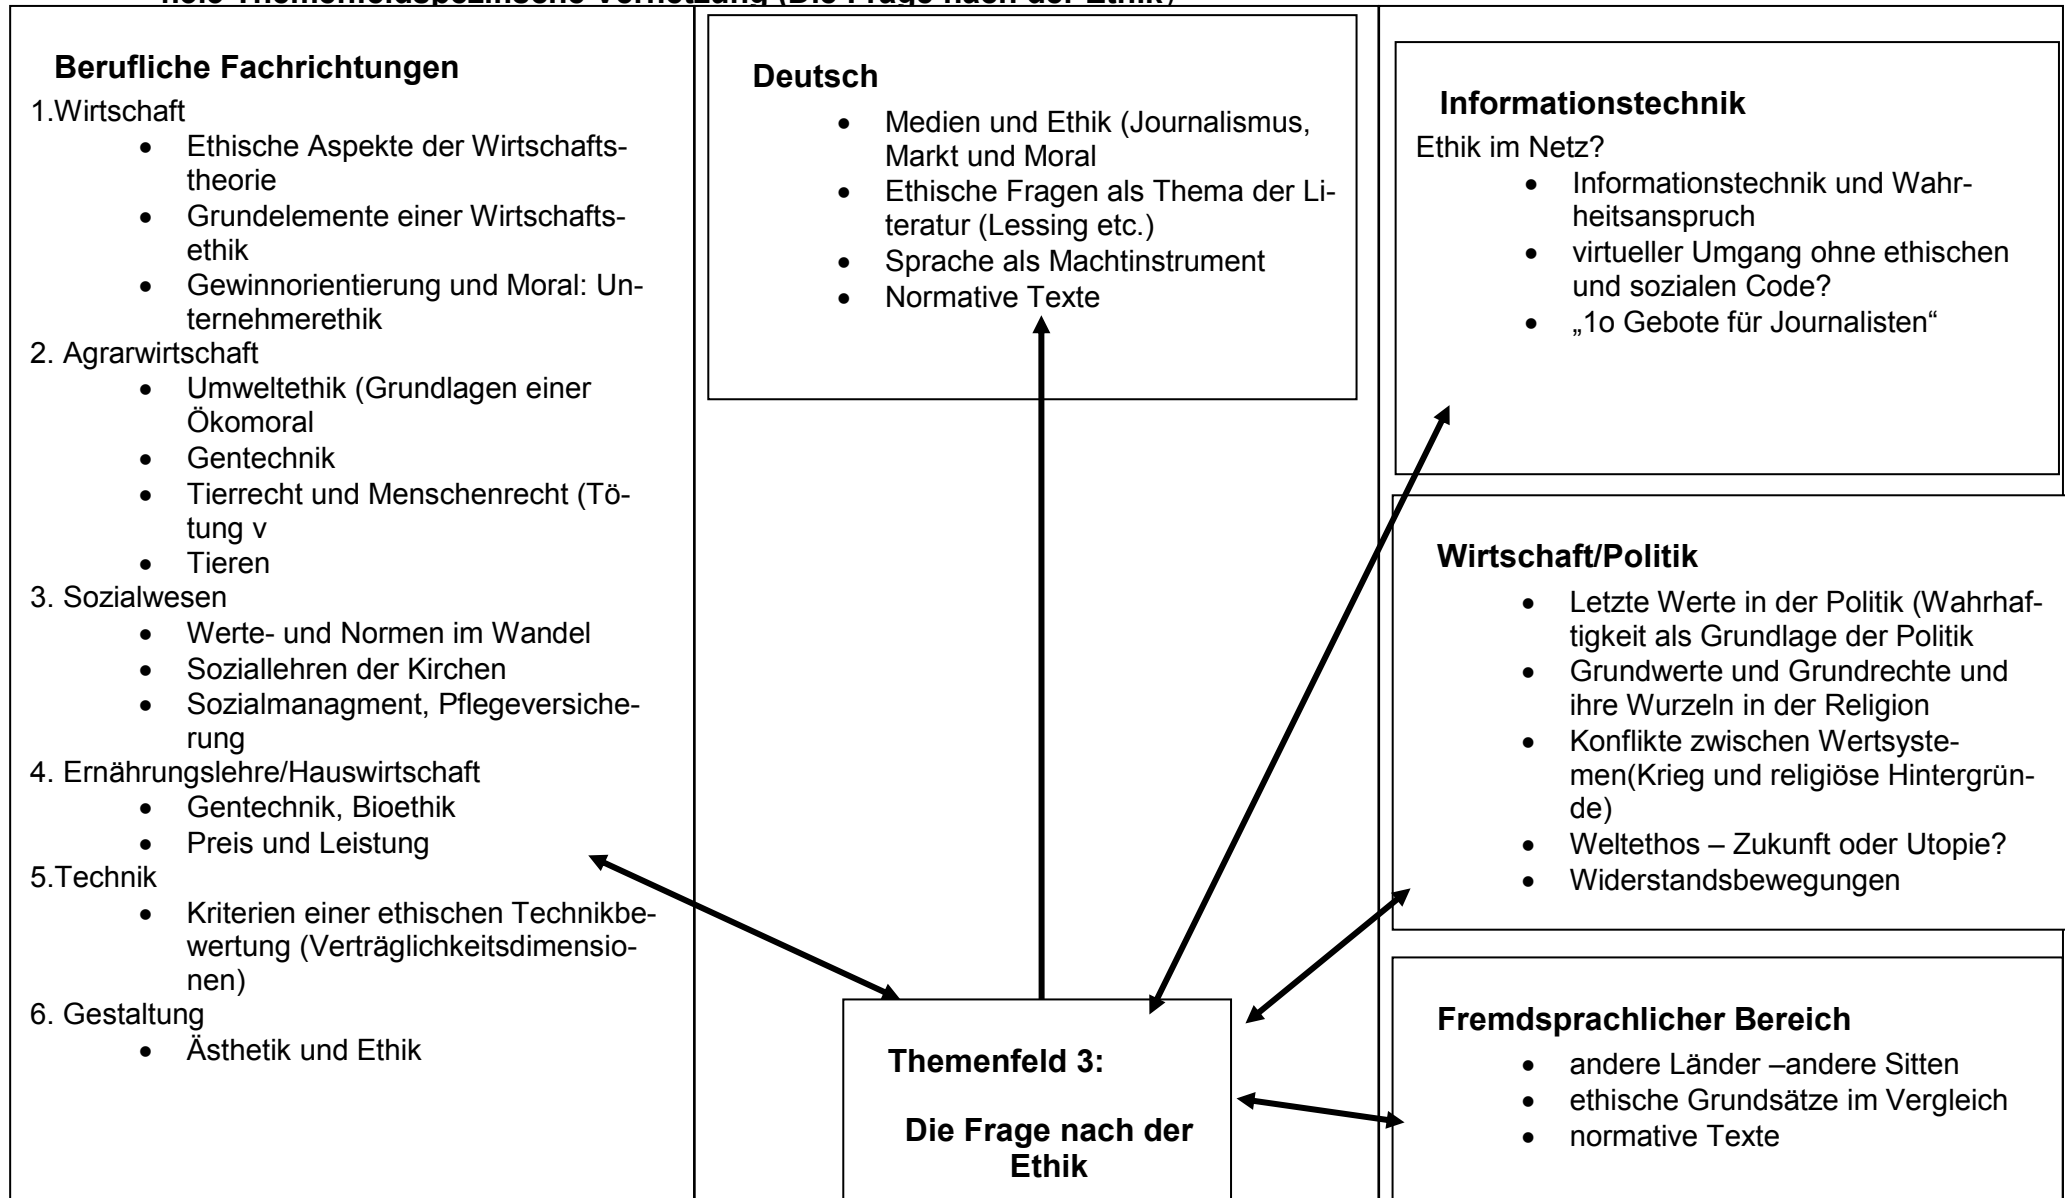 Themenfeldspezifische Vernetzung (Die Frage nach der Ethik)
Berufliche Fachrichtungen
1.Wirtschaft
• Ethische Aspekte der Wirtschafts-
theorie
• Grundelemente einer Wirtschafts-
ethik
• Gewinnorientierung und Moral: Un-
ternehmerethik
2. Agrarwirtschaft
• Umweltethik (Grundlagen einer
Ökomoral
• Gentechnik
• Tierrecht und Menschenrecht (Tö-
tung v
• Tieren
3. Sozialwesen
• Werte- und Normen im Wandel
• Soziallehren der Kirchen
• Sozialmanagment, Pflegeversiche-
rung
4. Ernährungslehre/Hauswirtschaft
• Gentechnik, Bioethik
• Preis und Leistung
5.Technik
• Kriterien einer ethischen Technikbe-
wertung (Verträglichkeitsdimensio-
nen)
6. Gestaltung
• Ästhetik und Ethik
Deutsch
• Medien und Ethik (Journalismus,
Markt und Moral
• Ethische Fragen als Thema der Li-
teratur (Lessing etc.)
• Sprache als Machtinstrument
• Normative Texte
Informationstechnik
Ethik im Netz?
• Informationstechnik und Wahr-
heitsanspruch
• virtueller Umgang ohne ethischen
und sozialen Code?
• „1o Gebote für Journalisten“
Wirtschaft/Politik
• Letzte Werte in der Politik (Wahrhaf-
tigkeit als Grundlage der Politik
• Grundwerte und Grundrechte und
ihre Wurzeln in der Religion
• Konflikte zwischen Wertsyste-
men(Krieg und religiöse Hintergrün-
de)
• Weltethos – Zukunft oder Utopie?
• Widerstandsbewegungen
Fremdsprachlicher Bereich
• andere Länder –andere Sitten
• ethische Grundsätze im Vergleich
• normative Texte
Themenfeld 3:
Die Frage nach der
Ethik